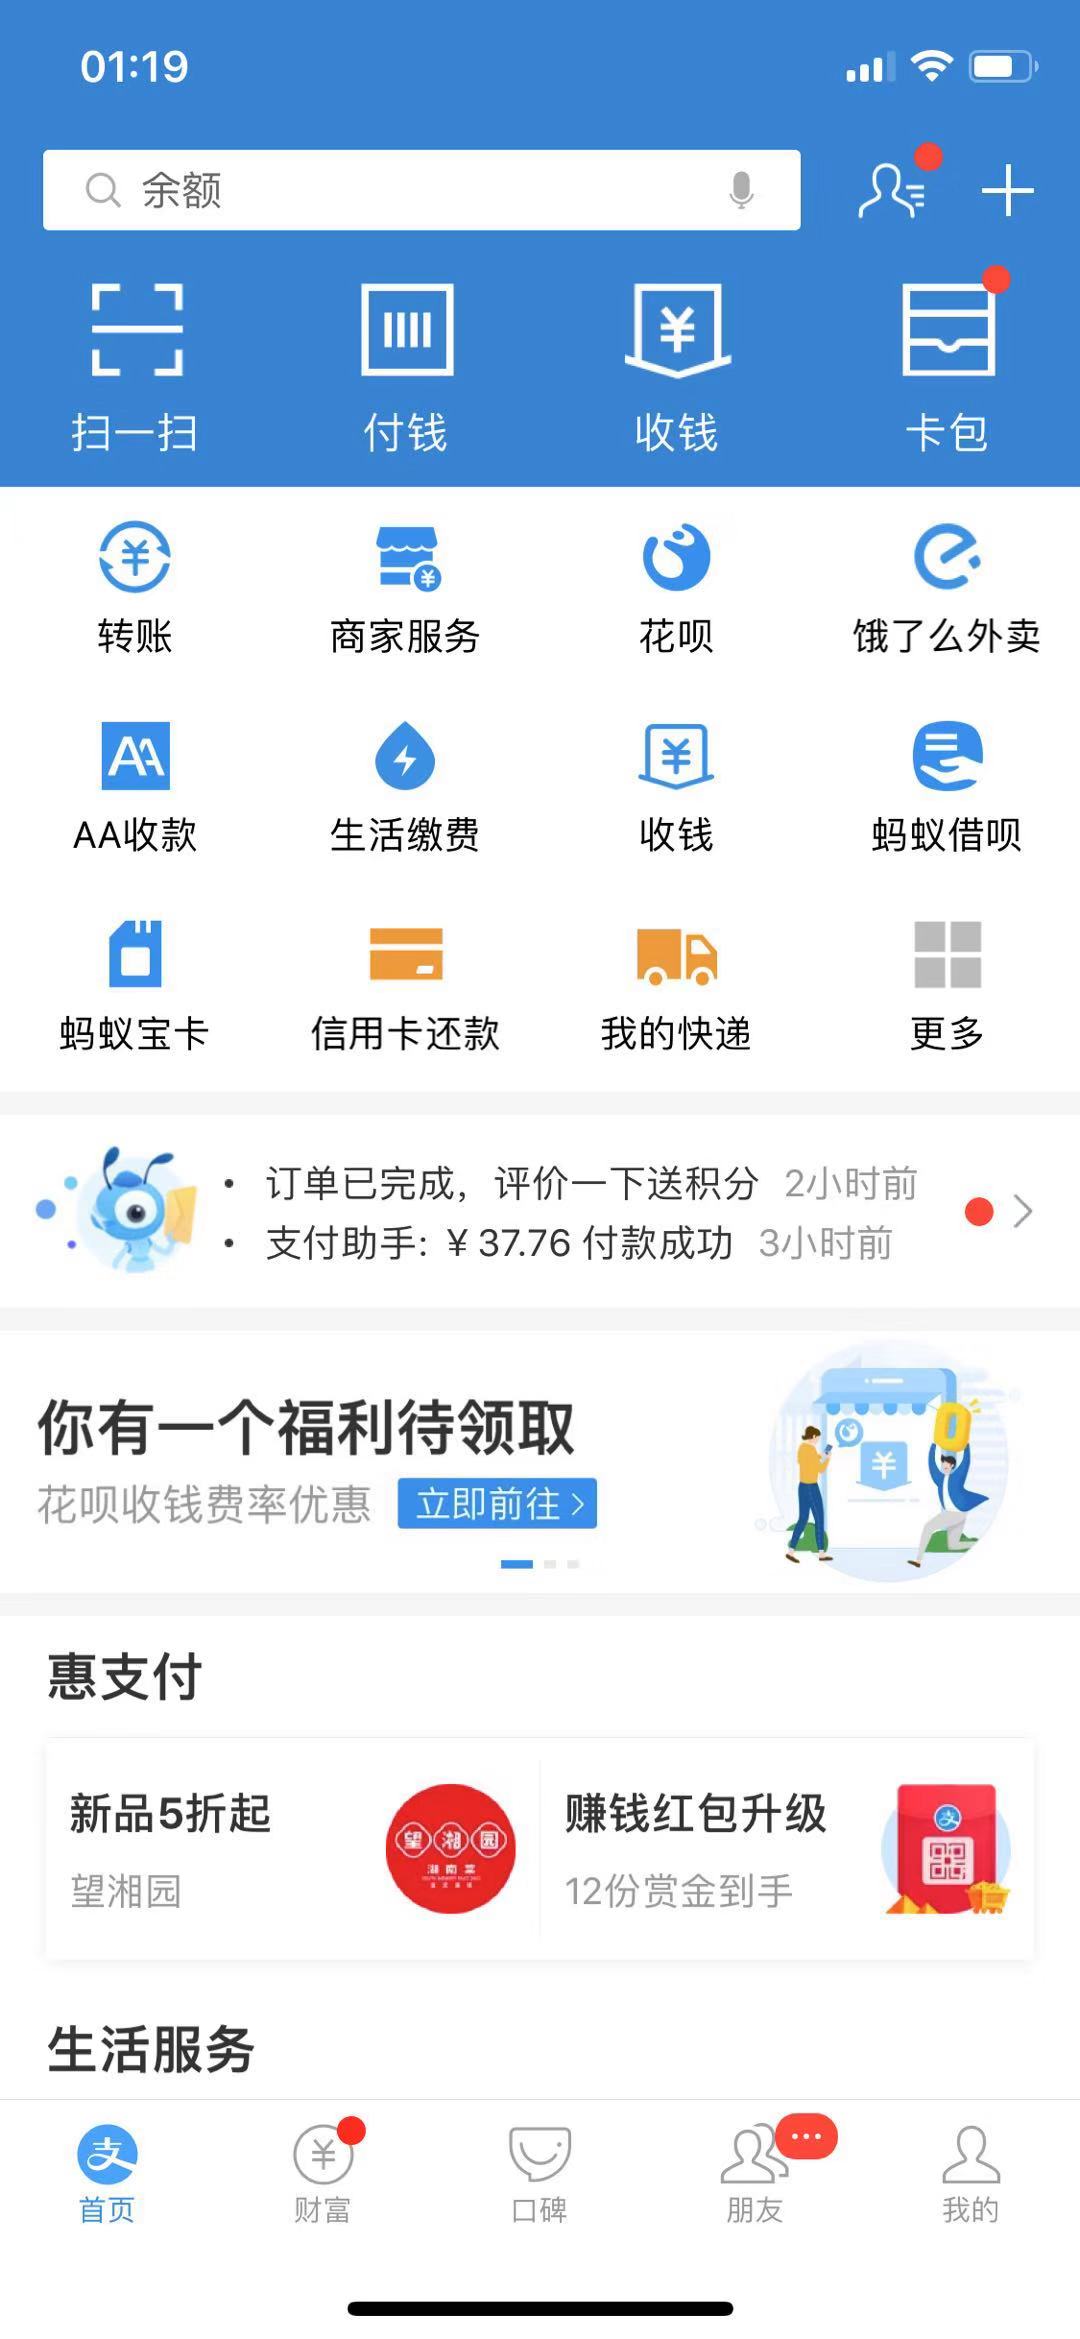 01:19
余额
扫一扫 付钱 收钱 卡包
转账 商家服务 花呗 饿了么外卖
AA收款 生活缴费 收钱 蚂蚁借呗
蚂蚁宝卡 信用卡还款 我的快递 更多
• 订单已完成，评价一下送积分 2小时前
• 支付助手: ￥37.76 付款成功 3小时前
你有一个福利待领取
花呗收钱费率优惠 立即前往 >
惠支付
新品5折起
望湘园
望湘园
湖南菜
赚钱红包升级
12份赏金到手
支
生活服务
支
首页 财富 口碑 朋友 我的